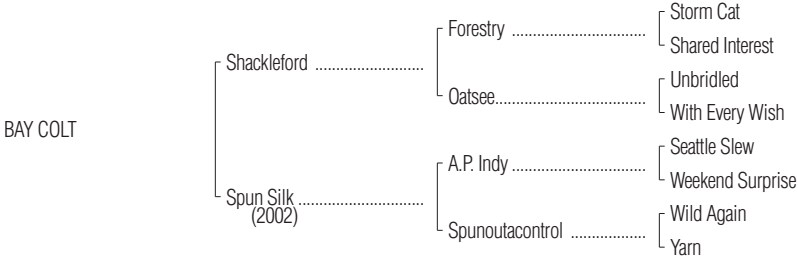 Storm Cat
Forestry ................................
Shared Interest
Shackleford .........................
Unbridled
Oatsee....................................
With Every Wish
BAY COLT
Seattle Slew
A.P. Indy ................................
Weekend Surprise
Spun Silk .............................
(2002)
Wild Again
Spunoutacontrol ..................
Yarn